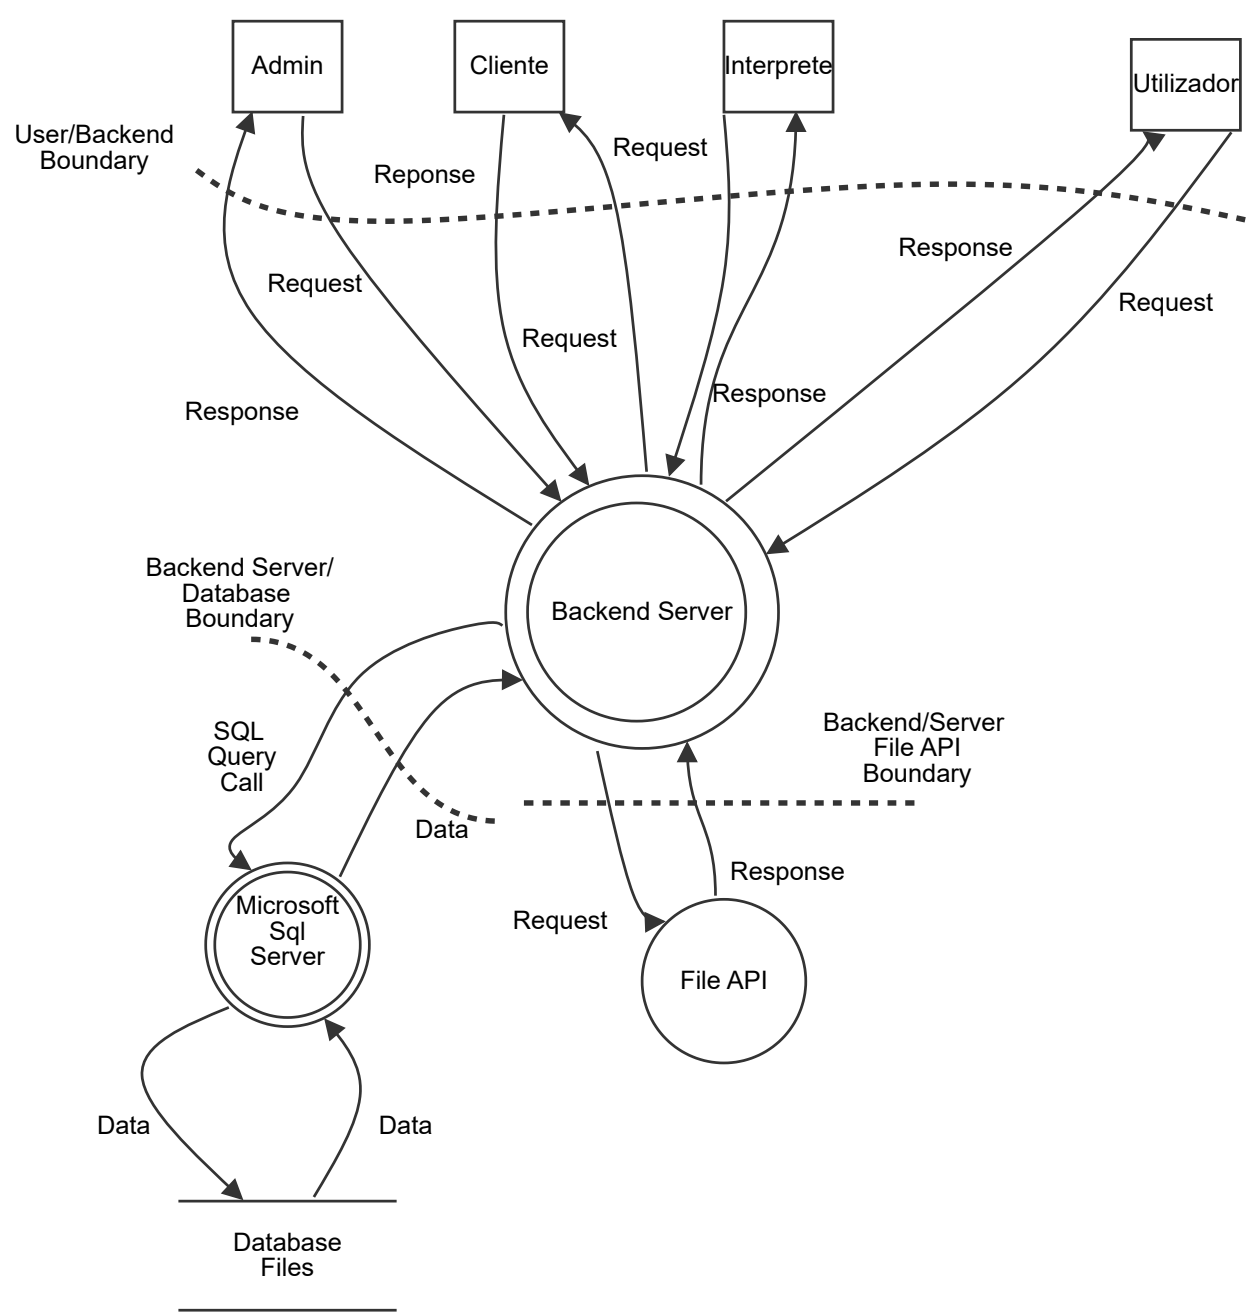 Admin
Cliente
Interprete
Utilizador
User/Backend
Boundary
Reponse
Request
Response
Request
Request
Request
Response
Response
Backend Server/
Database
Boundary
Backend Server
SQL
Query
Call
Data
Backend/Server
File API
Boundary
Request
Response
Microsoft
Sql
Server
File API
Data
Data
Database
Files